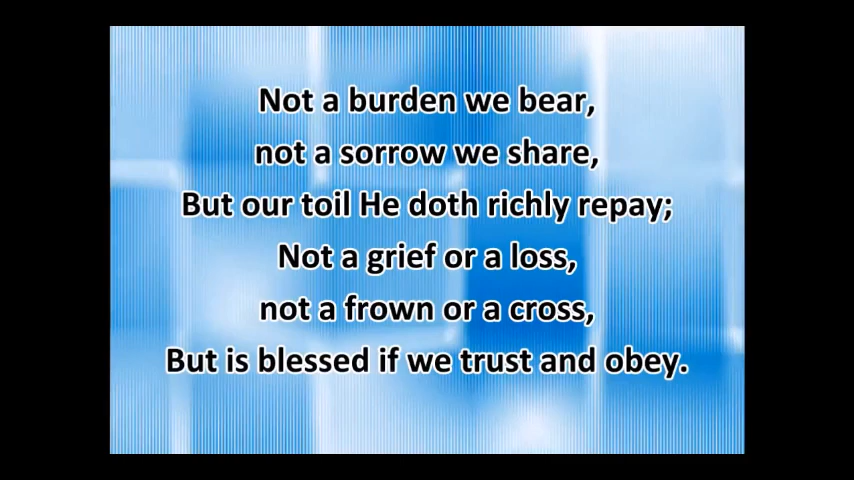 Not a burden we bear,
not a sorrow we share,
But our toil He doth richly repay;
Not a grief or a loss,
not a frown or a cross,
But is blessed if we trust and obey.